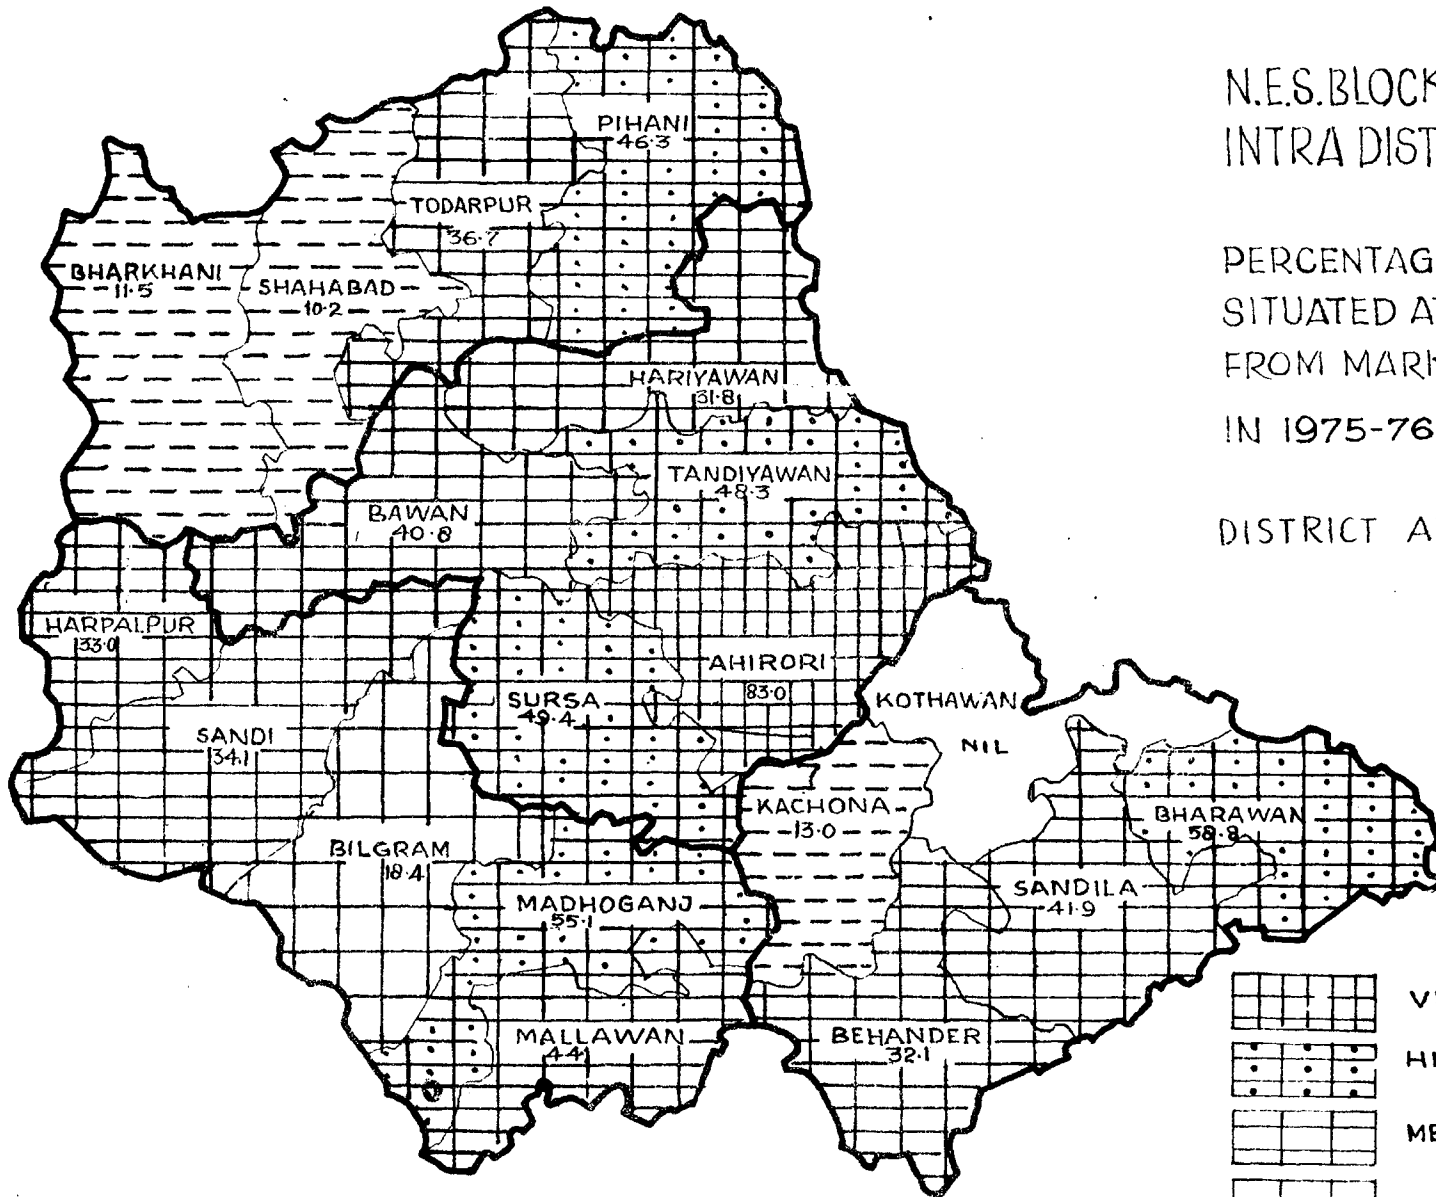 N.E.S.BLOCK
INTRA DIST
PERCENTAG
SITUATED A
FROM MAR
IN 1975-76
DISTRICT A
PIHANI
46.3
TODARPUR
36.7
BHARKHANI
11.5
SHAHABAD
10.2
HARIYAWAN
31.8
TANDIYAWAN
48.3
BAWAN
40.8
HARPALPUR
33.0
AHIRORI
83.0
SURSA
49.4
KOTHAWAN
NIL
SANDI
34.1
KACHONA
13.0
BHARAWAN
58.8
BILGRAM
18.4
SANDILA
41.9
MADHOGANJ
55.1
MALLAWAN
BEHANDER
32.1
V
HI
ME